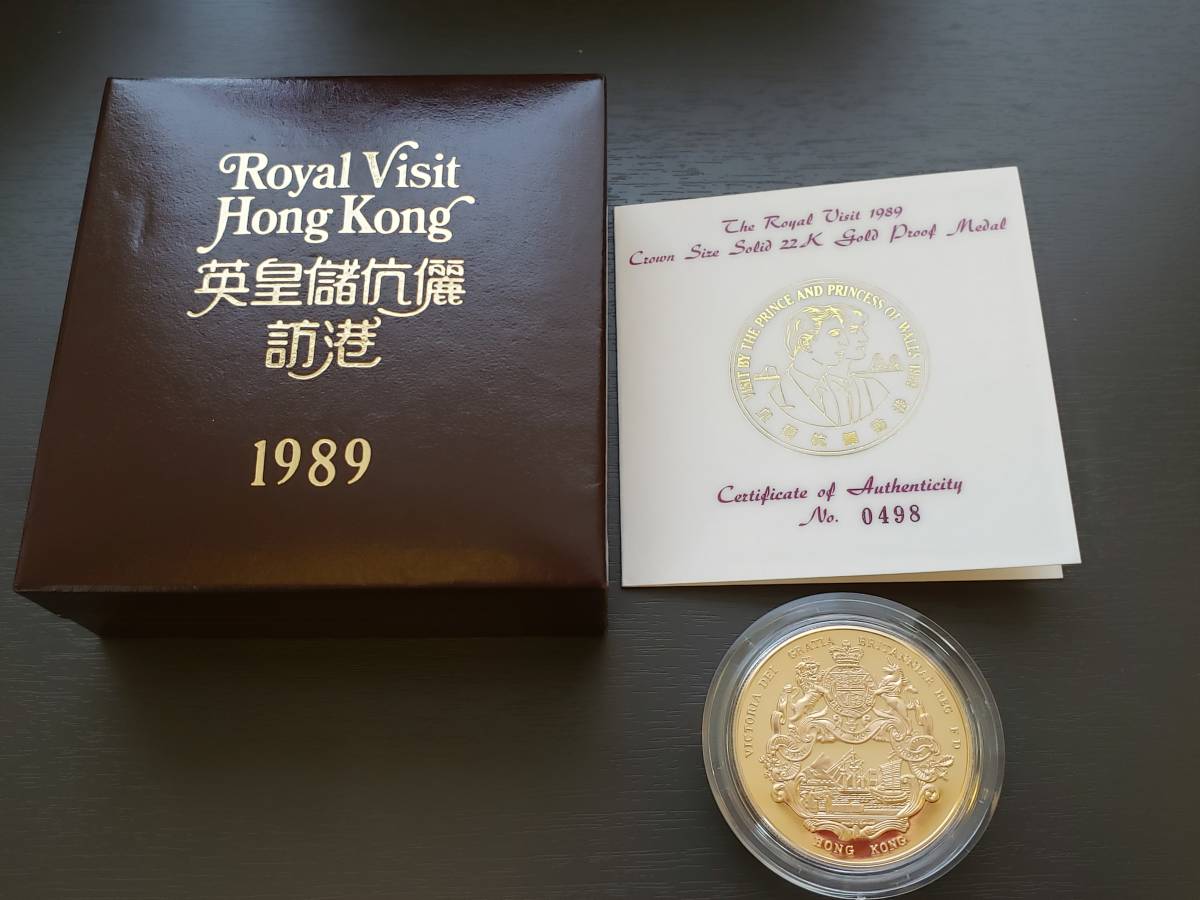 Royal Visit
Hong Kong
英皇儲伉儷
訪港
1989
The Royal Visit 1989
Crown Size Solid 22K Gold Proof Medal
VISIT BY THE PRINCE AND PRINCESS OF WALES 1989
Certificate of Authenticity
No. 0498
VICTORIA DEI GRATIA BRITANNIAR REG F D
HONG KONG